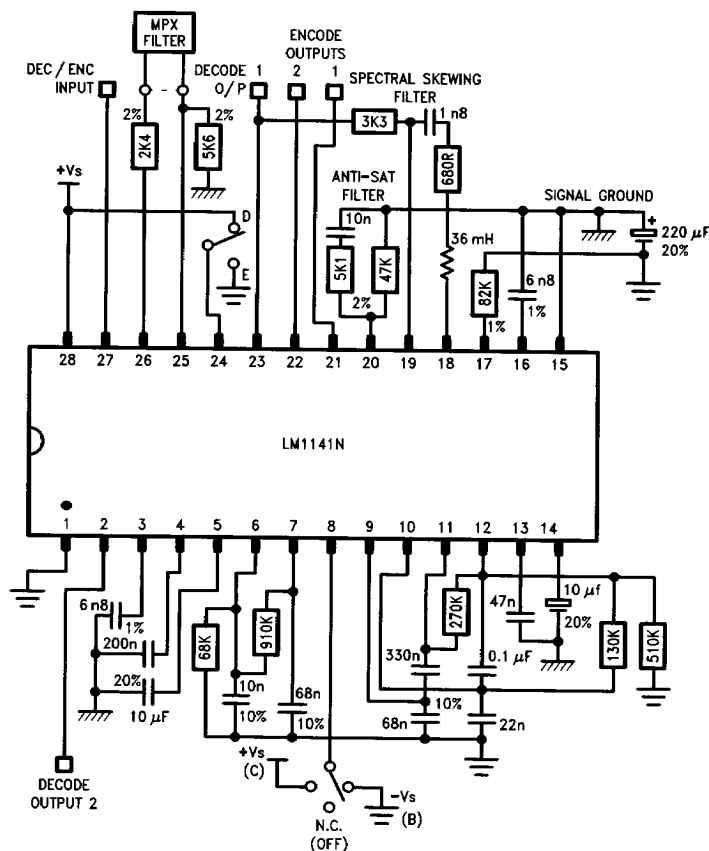 MPX
FILTER
DEC / ENC
INPUT
DECODE
O/P
1
ENCODE
OUTPUTS
2
1
SPECTRAL SKEWING
FILTER
2%
2K4
2%
5K6
3K3
1 n8
680R
+Vs
D
E
ANTI-SAT
FILTER
10n
5K1
47K
2%
36 mH
SIGNAL GROUND
+
220 µF
20%
82K
1%
6 n8
1%
28 27 26 25 24 23 22 21 20 19 18 17 16 15
LM1141N
1 2 3 4 5 6 7 8 9 10 11 12 13 14
6 n8
1%
200n
20%
10 µF
68K
910K
10n
10%
68n
10%
270K
330n
0.1 µF
10%
68n
22n
47n
10 µf
20%
130K
510K
DECODE
OUTPUT 2
+Vs
(C)
N.C.
(OFF)
-Vs
(B)